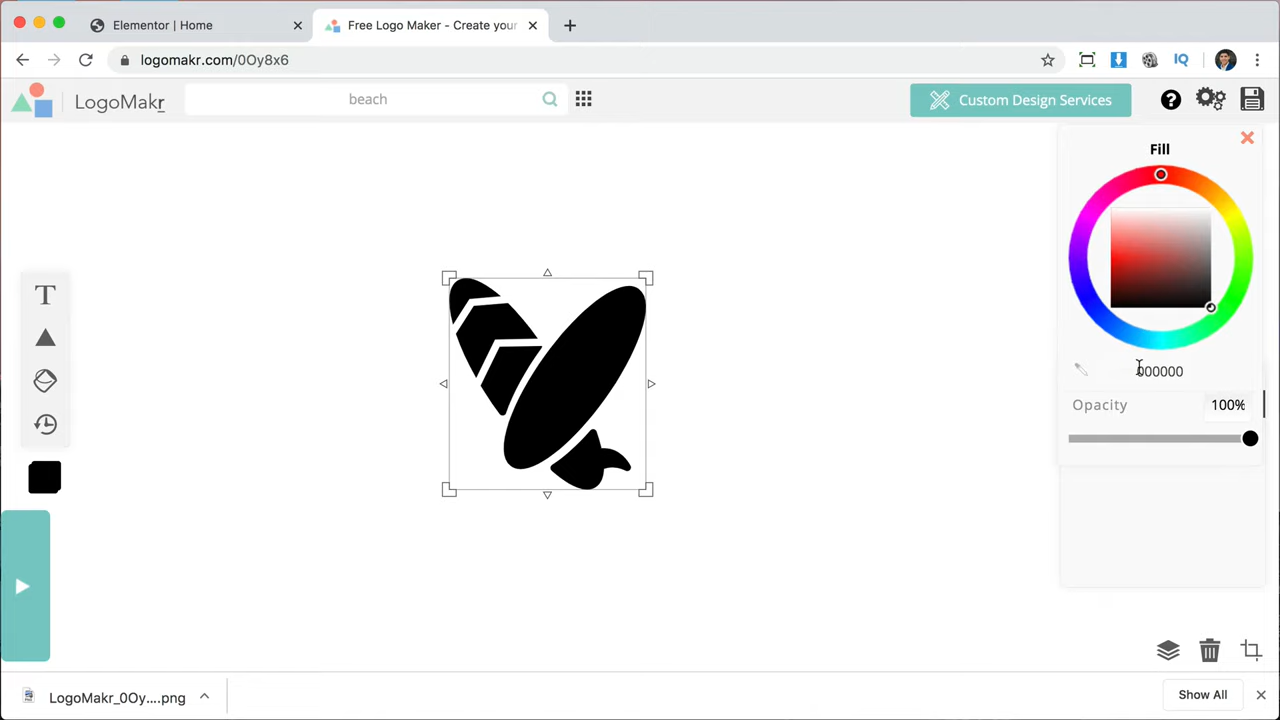 Elementor | Home
Free Logo Maker - Create your
logomakr.com/0Oy8x6
IQ
LogoMakr
beach
Custom Design Services
Fill
000000
Opacity
100%
T
LogoMakr_0Oy....png
Show All